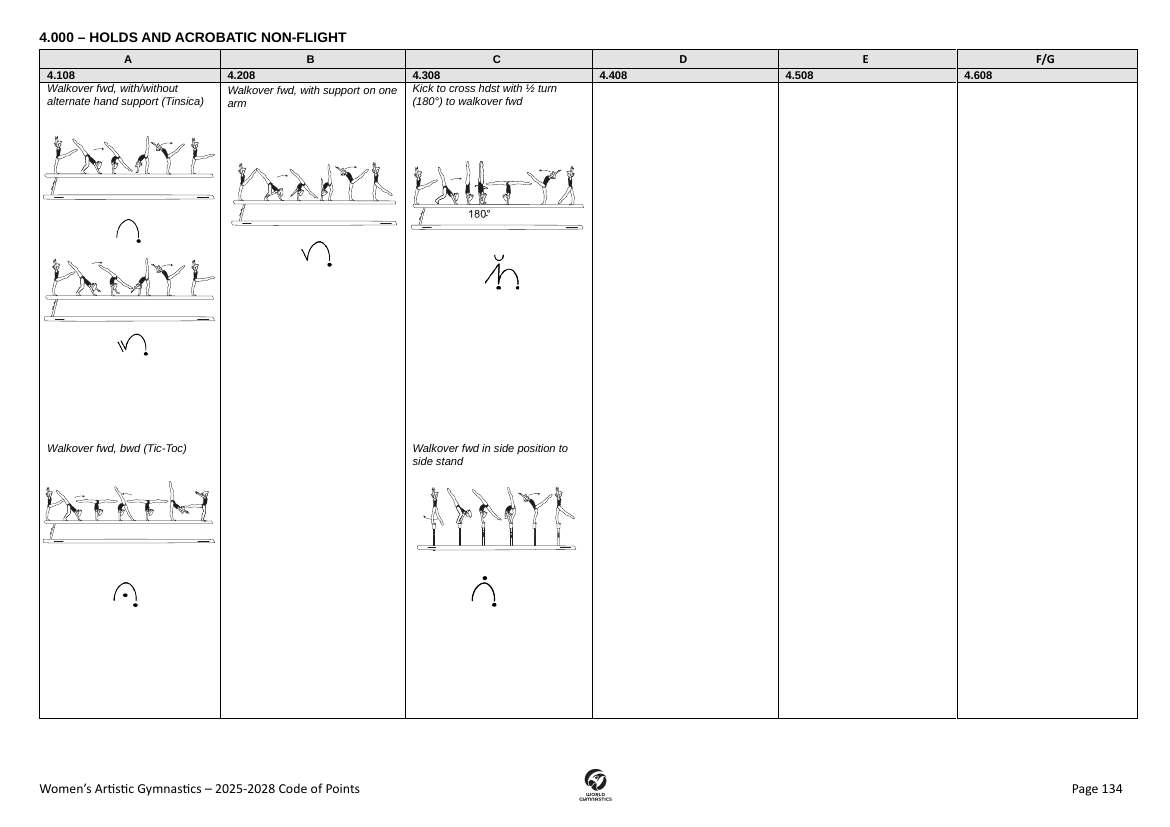 4.000 – HOLDS AND ACROBATIC NON-FLIGHT
A B C D E F/G
4.108 4.208 4.308 4.408 4.508 4.608
Walkover fwd, with/without
alternate hand support (Tinsica)
Walkover fwd, with support on one
arm
Kick to cross hdst with ½ turn
(180°) to walkover fwd
180°
Walkover fwd, bwd (Tic-Toc)
Walkover fwd in side position to
side stand
Women's Artistic Gymnastics – 2025-2028 Code of Points
WORLD
GYMNASTICS
Page 134